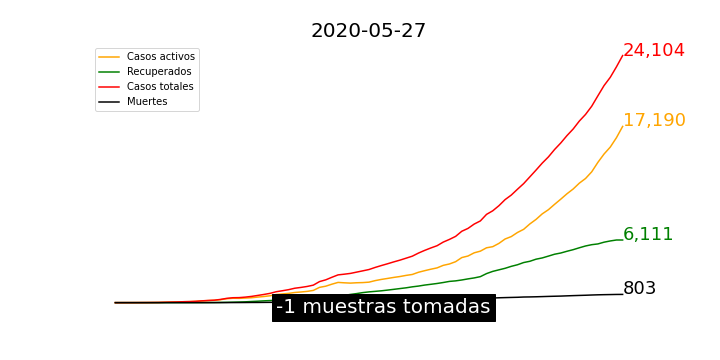 2020-05-27
Casos activos
Recuperados
Casos totales
Muertes
24,104
17,190
6,111
803
-1 muestras tomadas